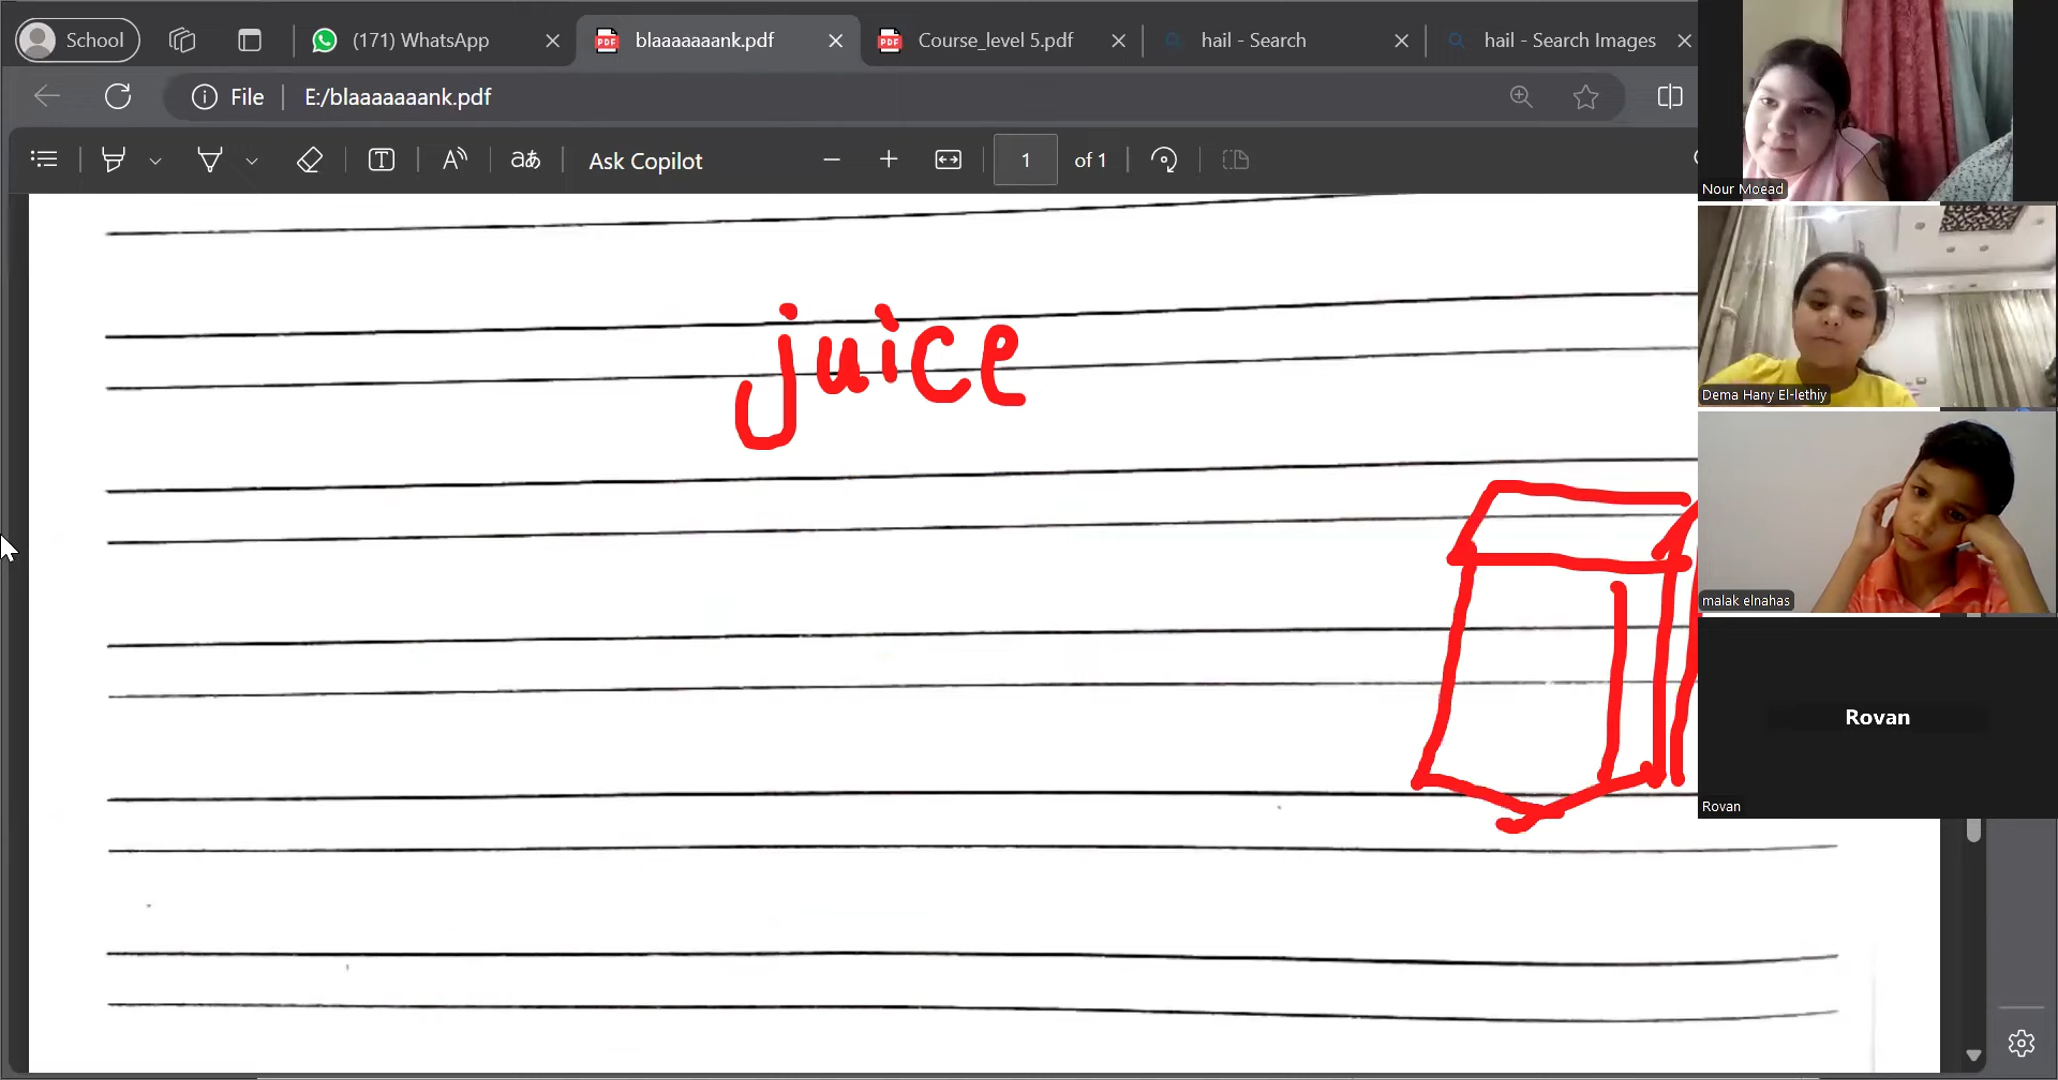 School
(171) WhatsApp
blaaaaaaank.pdf
Course_level 5.pdf
hail - Search
hail - Search Images
File
E:/blaaaaaaank.pdf
Ask Copilot
1 of 1
juice
Nour Moead
Dema Hany El-lethiy
malak elnahas
Rovan
Rovan